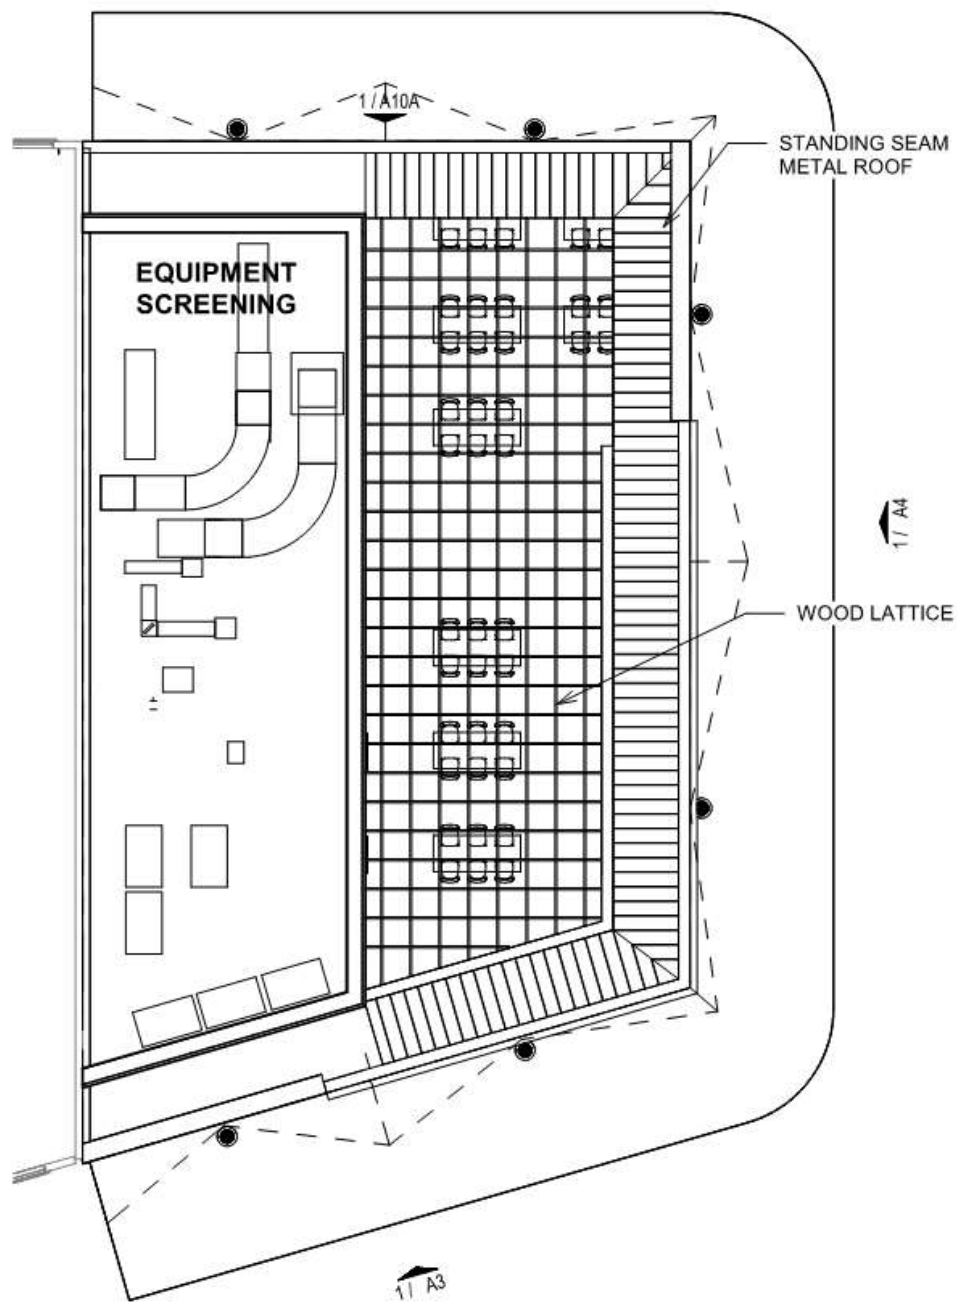 1 / A10A
STANDING SEAM
METAL ROOF
EQUIPMENT
SCREENING
1 / A4
WOOD LATTICE
1 / A3